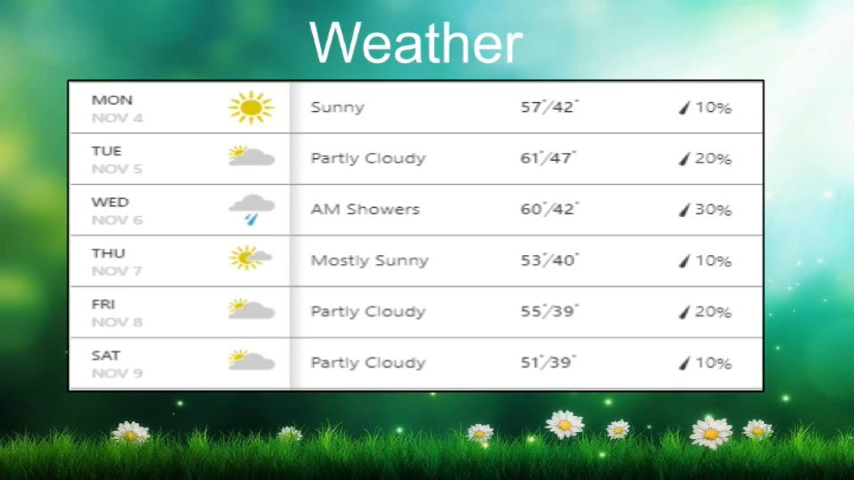 Weather
MON Sunny 57°/42° 10%
NOV 4
TUE Partly Cloudy 61°/47° 20%
NOV 5
WED AM Showers 60°/42° 30%
NOV 6
THU Mostly Sunny 53°/40° 10%
NOV 7
FRI Partly Cloudy 55°/39° 20%
NOV 8
SAT Partly Cloudy 51°/39° 10%
NOV 9